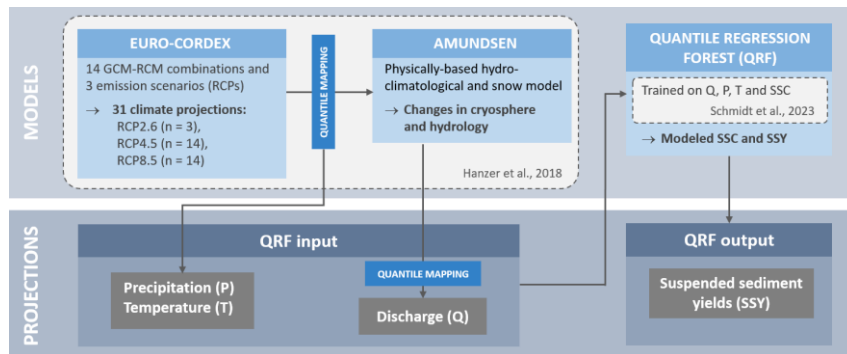 MODELS
EURO-CORDEX
14 GCM-RCM combinations and
3 emission scenarios (RCPs)
→ 31 climate projections:
RCP2.6 (n = 3),
RCP4.5 (n = 14),
RCP8.5 (n = 14)
QUANTILE MAPPING
AMUNDSEN
Physically-based hydro-
climatological and snow model
→ Changes in cryosphere
and hydrology
Hanzer et al., 2018
QUANTILE REGRESSION
FOREST (QRF)
Trained on Q, P, T and SSC
Schmidt et al., 2023
→ Modeled SSC and SSY
PROJECTIONS
QRF input
Precipitation (P)
Temperature (T)
QUANTILE MAPPING
Discharge (Q)
QRF output
Suspended sediment
yields (SSY)